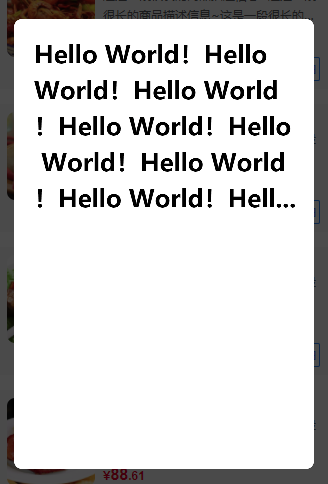 很长的商品描述信息~这是一段很长的...
Hello World！Hello
World！Hello World
！Hello World！Hello
World！Hello World
！Hello World！Hell...
¥88.61